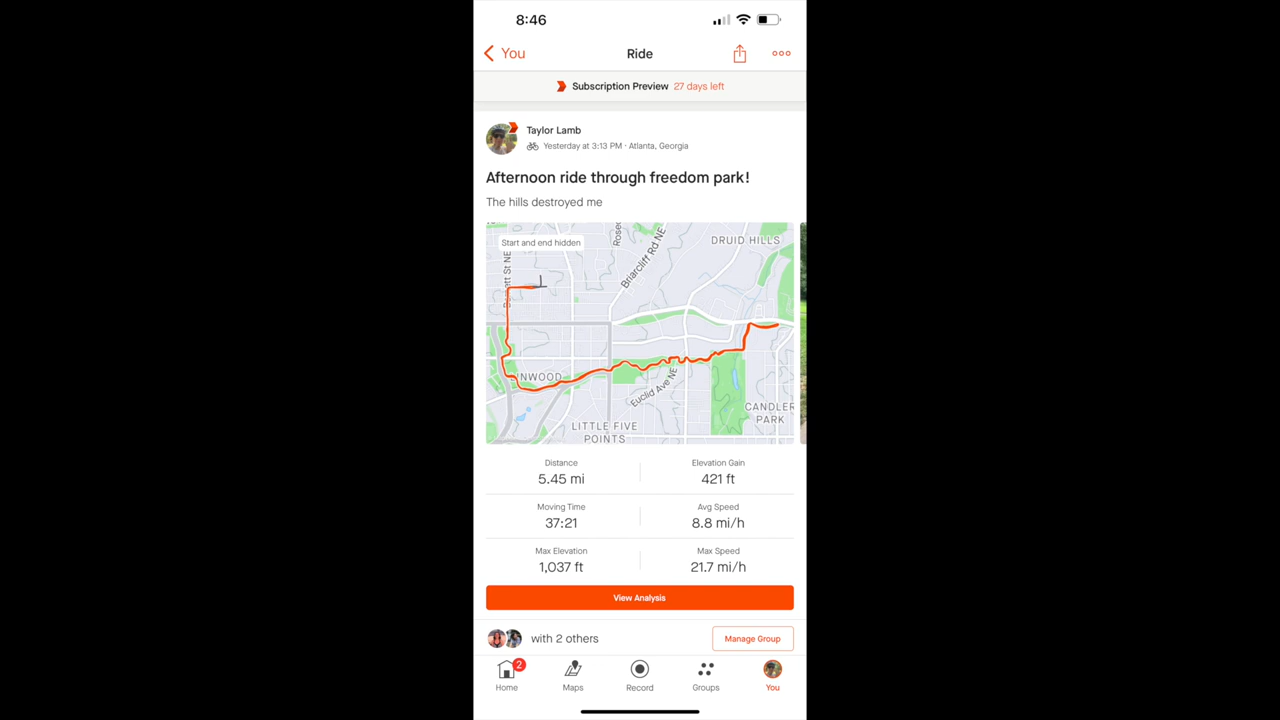 8:46
You
Ride
Subscription Preview 27 days left
Taylor Lamb
Yesterday at 3:13 PM · Atlanta, Georgia
Afternoon ride through freedom park!
The hills destroyed me
Start and end hidden
Briarcliff Rd NE
DRUID HILLS
Euclid Ave NE
LITTLE FIVE
POINTS
CANDLER
PARK
Distance
5.45 mi
Elevation Gain
421 ft
Moving Time
37:21
Avg Speed
8.8 mi/h
Max Elevation
1,037 ft
Max Speed
21.7 mi/h
View Analysis
with 2 others
Manage Group
2
Home
Maps
Record
Groups
You